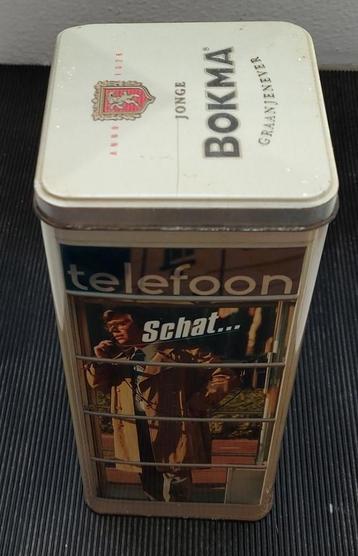 ANNO 1826
JONGE
BOKMA®
GRAANJENEVER
telefoon
Schat...